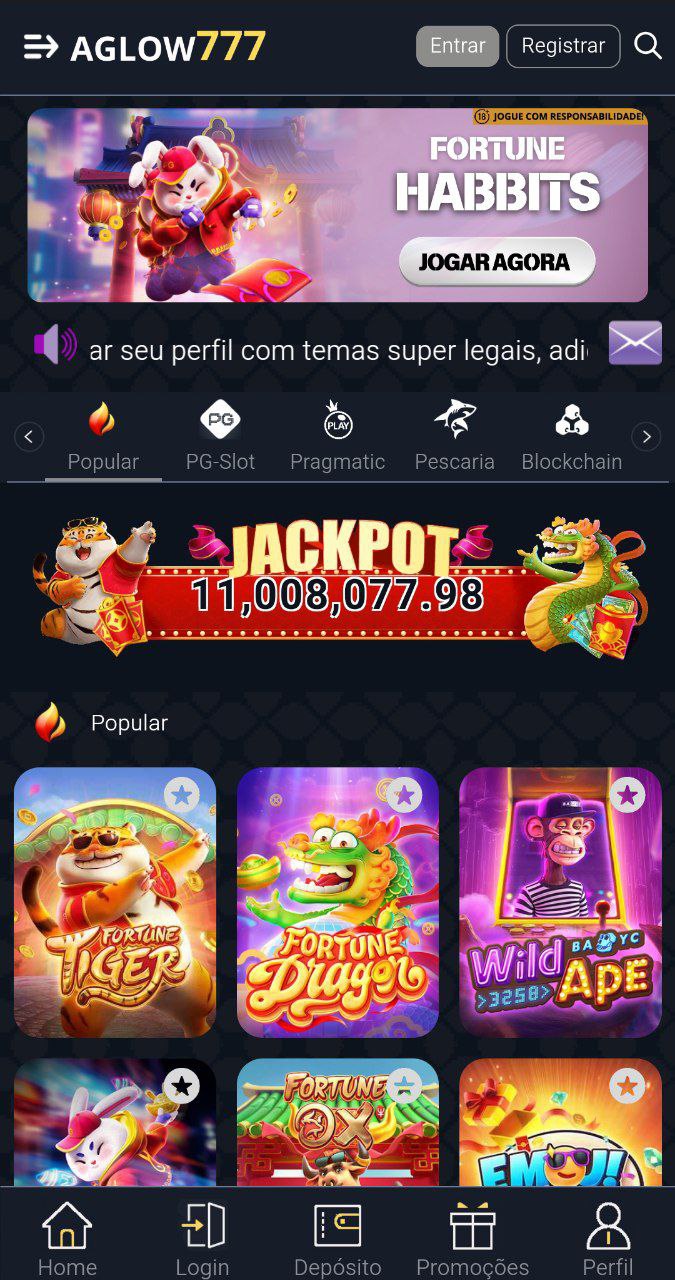 AGLOW777
Entrar
Registrar
18+ JOGUE COM RESPONSABILIDADE!
FORTUNE
HABBITS
JOGAR AGORA
ar seu perfil com temas super legais, adi
PG
PLAY
Popular
PG-Slot
Pragmatic
Pescaria
Blockchain
JACKPOT
11,008,077.98
Popular
FORTUNE
TIGER
FORTUNE
Dragon
BA YC
Wild
>3258>
APE
FORTUNE
OX
EMOJI
Home
Login
Depósito
Promoções
Perfil